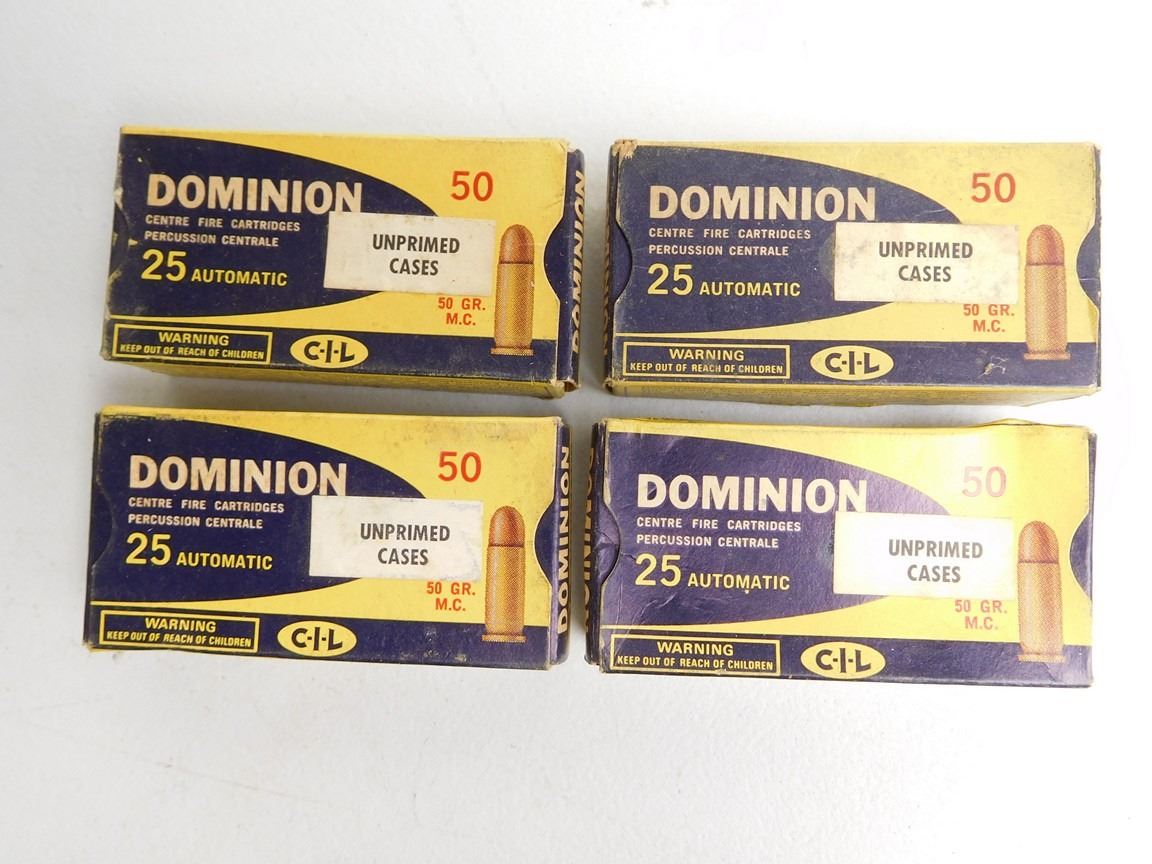 DOMINION
50
CENTRE FIRE CARTRIDGES
PERCUSSION CENTRALE
25 AUTOMATIC
UNPRIMED
CASES
50 GR.
M.C.
WARNING
KEEP OUT OF REACH OF CHILDREN
C-I-L
DOMINION
DOMINION
50
CENTRE FIRE CARTRIDGES
PERCUSSION CENTRALE
25 AUTOMATIC
UNPRIMED
CASES
50 GR.
M.C.
WARNING
KEEP OUT OF REACH OF CHILDREN
C-I-L
DOMINION
50
CENTRE FIRE CARTRIDGES
PERCUSSION CENTRALE
25 AUTOMATIC
UNPRIMED
CASES
50 GR.
M.C.
WARNING
KEEP OUT OF REACH OF CHILDREN
C-I-L
DOMINION
DOMINION
50
CENTRE FIRE CARTRIDGES
PERCUSSION CENTRALE
25 AUTOMATIC
UNPRIMED
CASES
50 GR.
M.C.
WARNING
KEEP OUT OF REACH OF CHILDREN
C-I-L